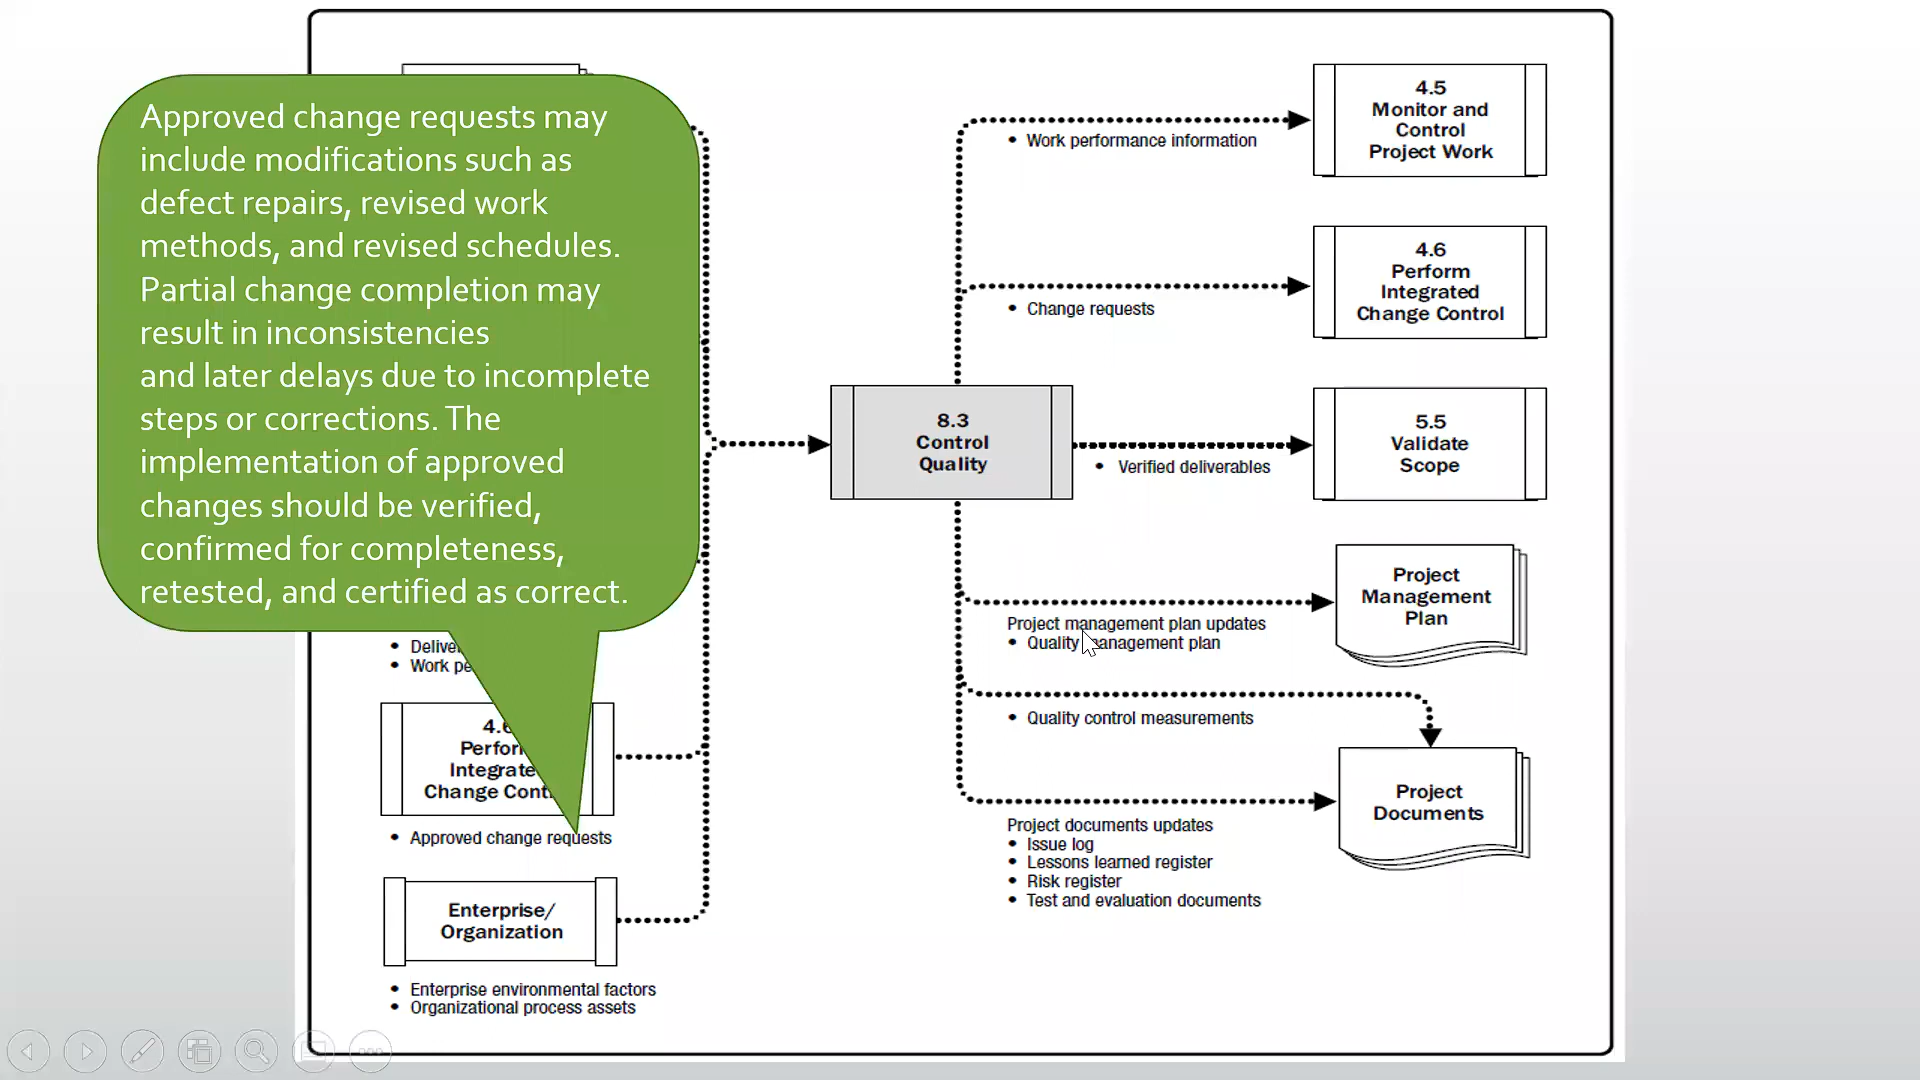 Approved change requests may
include modifications such as
defect repairs, revised work
methods, and revised schedules.
Partial change completion may
result in inconsistencies
and later delays due to incomplete
steps or corrections. The
implementation of approved
changes should be verified,
confirmed for completeness,
retested, and certified as correct.
• Work
4.6
Perform
Integrated
Change
• Approved change requests
Enterprise/
Organization
• Enterprise environmental factors
• Organizational process assets
8.3
Control
Quality
• Work performance information
• Change requests
• Verified deliverables
Project management plan updates
• Quality management plan
• Quality control measurements
Project documents updates
• Issue log
• Lessons learned register
• Risk register
• Test and evaluation documents
4.5
Monitor and
Control
Project Work
4.6
Perform
Integrated
Change Control
5.5
Validate
Scope
Project
Management
Plan
Project
Documents